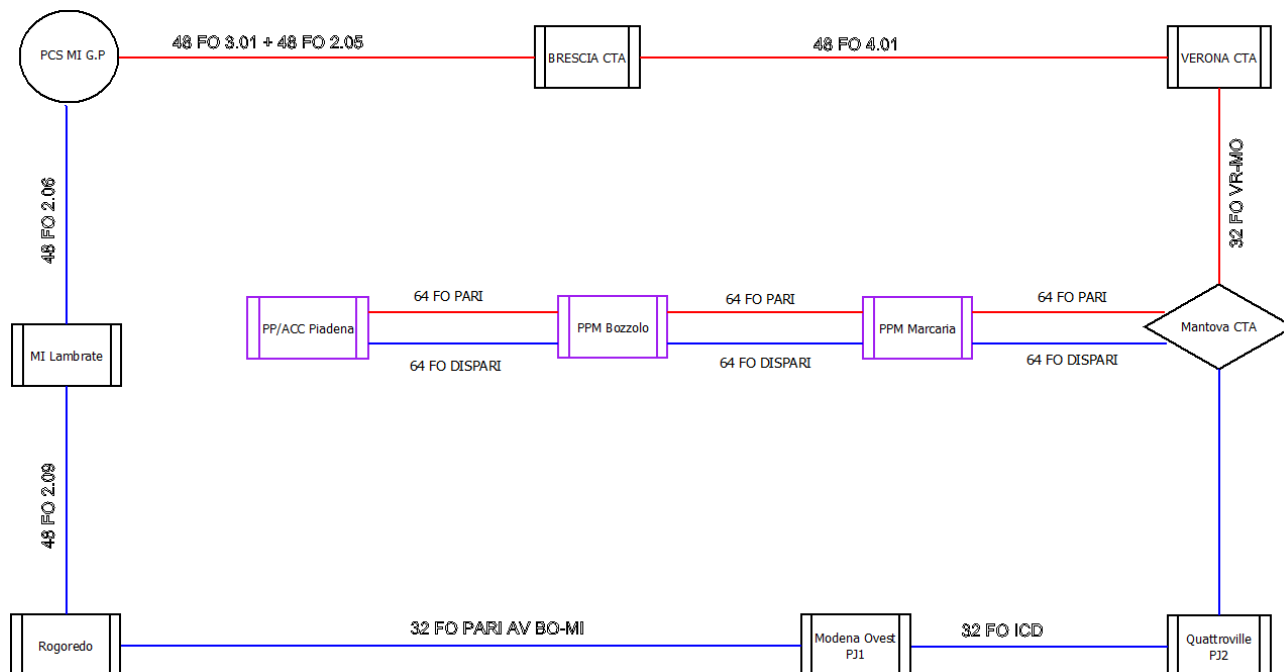 48 FO 3.01 + 48 FO 2.05
48 FO 4.01
PCS MI G.P
BRESCIA CTA
VERONA CTA
48 FO 2.06
32 FO VR-MO
64 FO PARI
64 FO PARI
64 FO PARI
PP/ACC Piadena
PPM Bozzolo
PPM Marcaria
Mantova CTA
MI Lambrate
64 FO DISPARI
64 FO DISPARI
64 FO DISPARI
48 FO 2.09
32 FO PARI AV BO-MI
32 FO ICD
Rogoredo
Modena Ovest
PJ1
Quattroville
PJ2